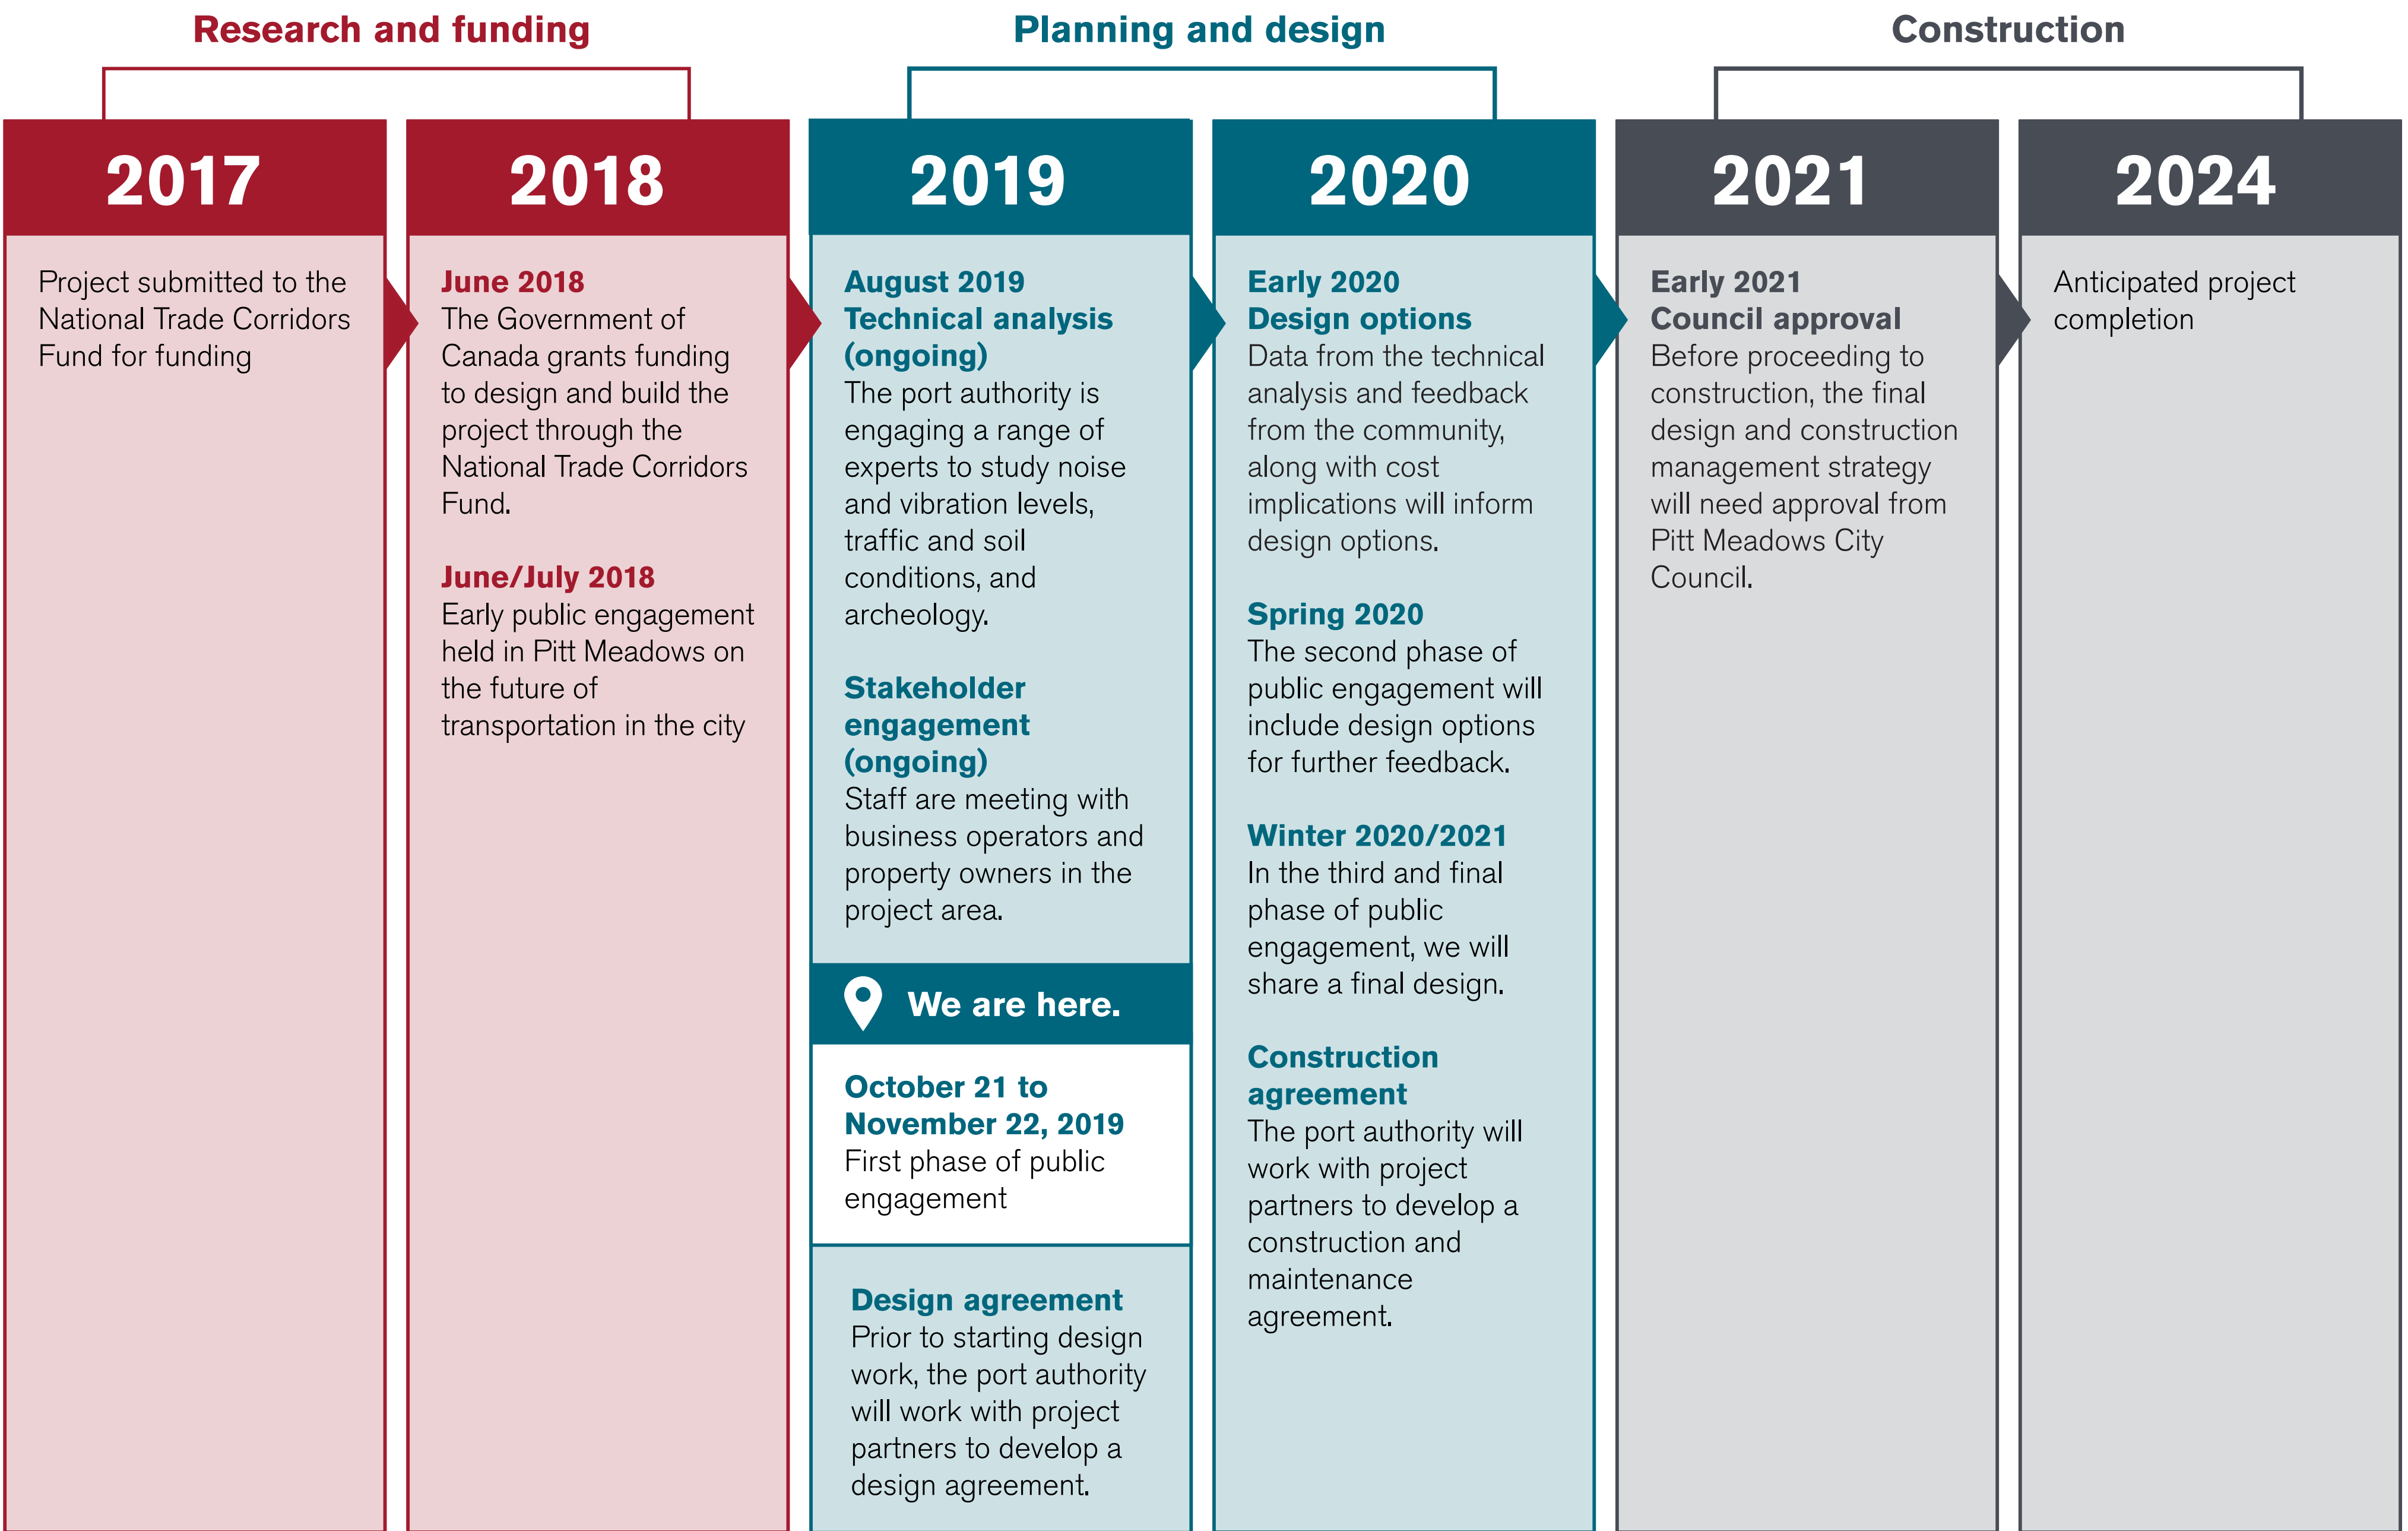 Research and funding
Planning and design
Construction
2017
Project submitted to the
National Trade Corridors
Fund for funding
2018
June 2018
The Government of
Canada grants funding
to design and build the
project through the
National Trade Corridors
Fund.
June/July 2018
Early public engagement
held in Pitt Meadows on
the future of
transportation in the city
2019
August 2019
Technical analysis
(ongoing)
The port authority is
engaging a range of
experts to study noise
and vibration levels,
traffic and soil
conditions, and
archeology.
Stakeholder
engagement
(ongoing)
Staff are meeting with
business operators and
property owners in the
project area.
We are here.
October 21 to
November 22, 2019
First phase of public
engagement
Design agreement
Prior to starting design
work, the port authority
will work with project
partners to develop a
design agreement.
2020
Early 2020
Design options
Data from the technical
analysis and feedback
from the community,
along with cost
implications will inform
design options.
Spring 2020
The second phase of
public engagement will
include design options
for further feedback.
Winter 2020/2021
In the third and final
phase of public
engagement, we will
share a final design.
Construction
agreement
The port authority will
work with project
partners to develop a
construction and
maintenance
agreement.
2021
Early 2021
Council approval
Before proceeding to
construction, the final
design and construction
management strategy
will need approval from
Pitt Meadows City
Council.
2024
Anticipated project
completion